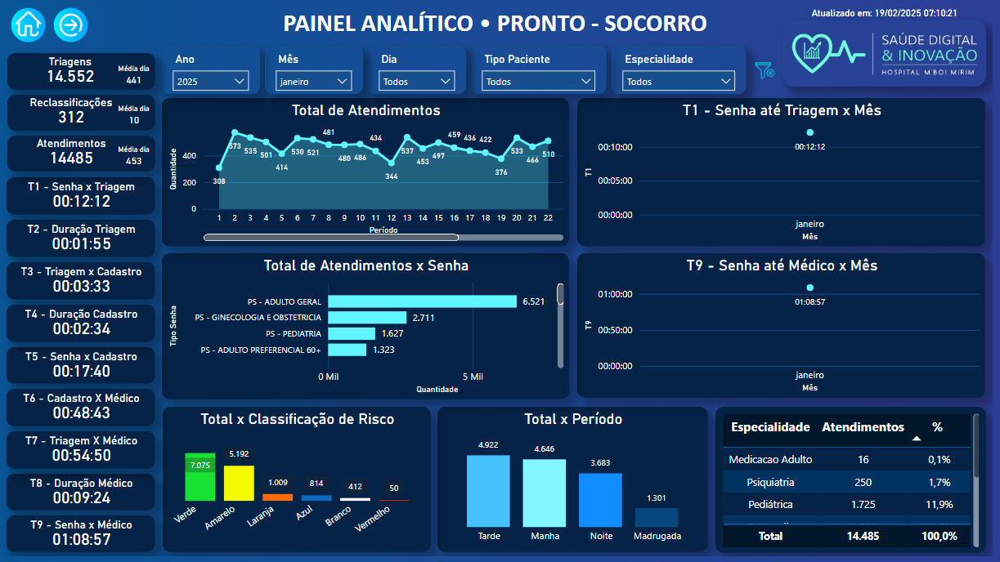 PAINEL ANALÍTICO • PRONTO - SOCORRO
Atualizado em: 19/02/2025 07:10:21
SAÚDE DIGITAL
& INOVAÇÃO
HOSPITAL M'BOI MIRIM
Ano
2025
Mês
janeiro
Dia
Todos
Tipo Paciente
Todos
Especialidade
Todos
Triagens
14.552
Média dia
441
Reclassificações
312
Média dia
10
Atendimentos
14485
Média dia
453
T1 - Senha x Triagem
00:12:12
T2 - Duração Triagem
00:01:55
T3 - Triagem x Cadastro
00:03:33
T4 - Duração Cadastro
00:02:34
T5 - Senha x Cadastro
00:17:40
T6 - Cadastro X Médico
00:48:43
T7 - Triagem X Médico
00:54:50
T8 - Duração Médico
00:09:24
T9 - Senha x Médico
01:08:57
Total de Atendimentos
Quantidade
400
200
0
308 573 535 501 414 530 521 481 480 486 434 344 537 453 497 459 436 422 376 533 466 510
1 2 3 4 5 6 7 8 9 10 11 12 13 14 15 16 17 18 19 20 21 22
Período
T1 - Senha até Triagem x Mês
T1
00:10:00
00:05:00
00:00:00
00:12:12
janeiro
Mês
Total de Atendimentos x Senha
Tipo Senha
PS - ADULTO GERAL 6.521
PS - GINECOLOGIA E OBSTETRICIA 2.711
PS - PEDIATRIA 1.627
PS - ADULTO PREFERENCIAL 60+ 1.323
0 Mil 5 Mil
Quantidade
T9 - Senha até Médico x Mês
T9
01:00:00
00:50:00
00:00:00
01:08:57
janeiro
Mês
Total x Classificação de Risco
7.075 5.192 1.009 814 412 50
Verde Amarelo Laranja Azul Branco Vermelho
Total x Período
4.922 4.646 3.683 1.301
Tarde Manha Noite Madrugada
Especialidade Atendimentos %
Medicacao Adulto 16 0,1%
Psiquiatria 250 1,7%
Pediátrica 1.725 11,9%
Total 14.485 100,0%